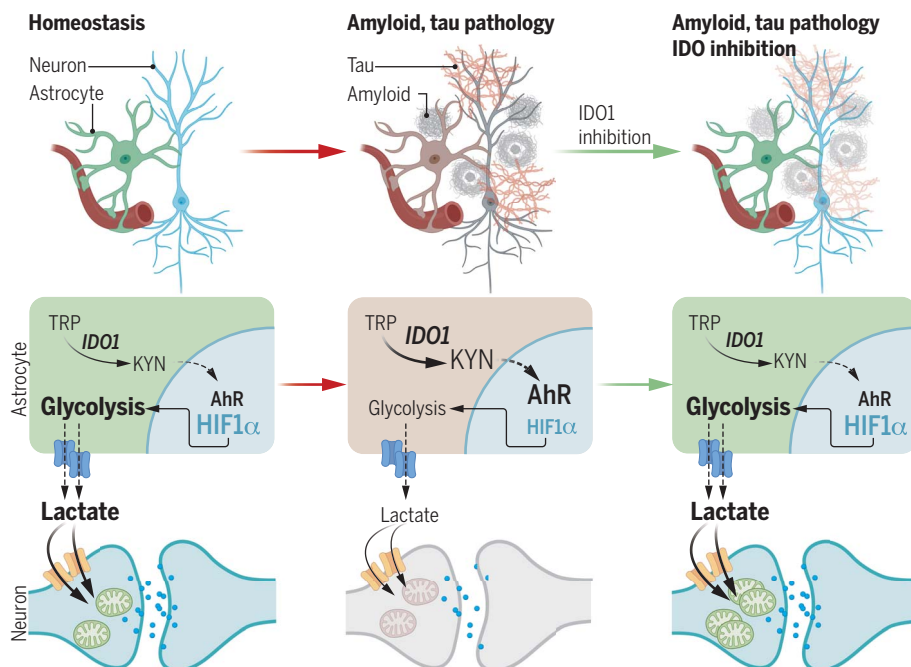 Homeostasis
Neuron
Astrocyte
Amyloid, tau pathology
Tau
Amyloid
IDO1
inhibition
Amyloid, tau pathology
IDO inhibition
Astrocyte
TRP
IDO1
KYN
AhR
Glycolysis
HIF1α
TRP
IDO1
KYN
AhR
Glycolysis
HIF1α
TRP
IDO1
KYN
AhR
Glycolysis
HIF1α
Lactate
Lactate
Lactate
Neuron